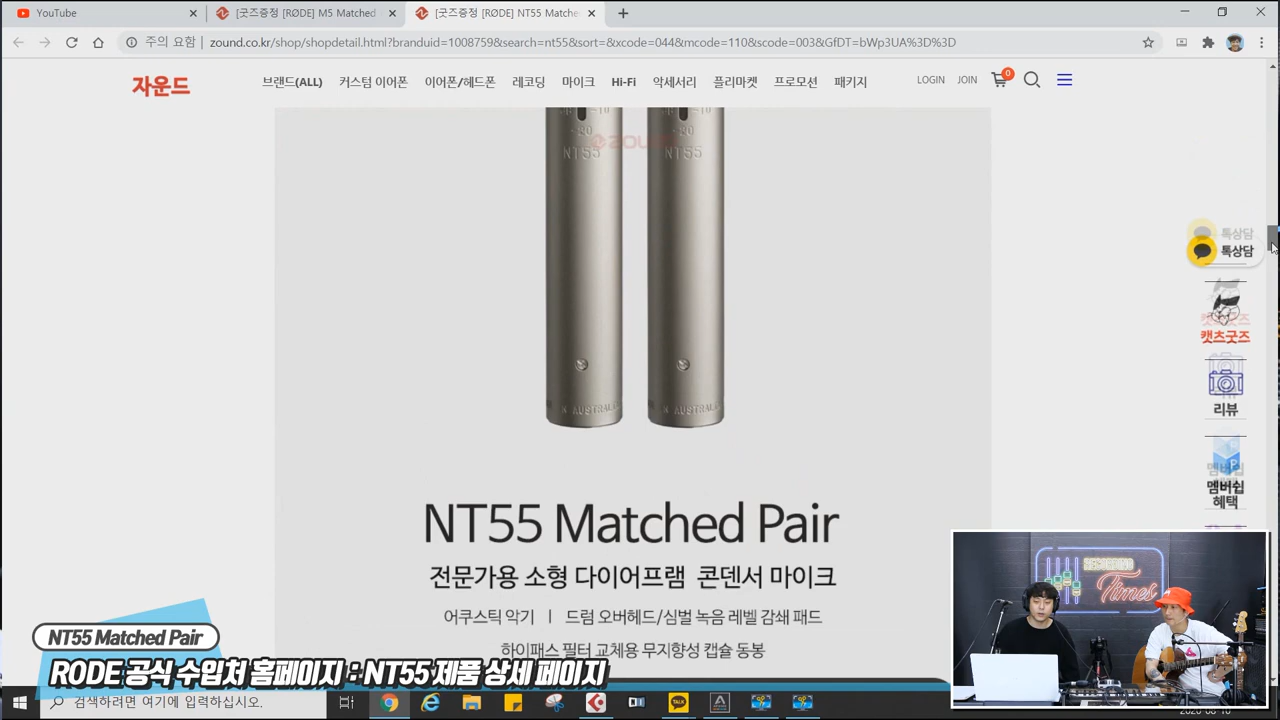 YouTube
[굿즈증정 [RØDE] M5 Matched
[굿즈증정 [RØDE] NT55 Matche
주의 요함
zound.co.kr/shop/shopdetail.html?branduid=1008759&search=nt55&sort=&xcode=044&mcode=110&scode=003&GfDT=bWp3UA%3D%3D
자운드
브랜드(ALL) 커스텀 이어폰 이어폰/헤드폰 레코딩 마이크 Hi-Fi 악세서리 플리마켓 프로모션 패키지
LOGIN JOIN 0
-20 -20
NT55 NT55
AUSTRAL AUSTRAL
톡상담
톡상담
캣츠굿즈
리뷰
멤버쉽
혜택
NT55 Matched Pair
전문가용 소형 다이어프램 콘덴서 마이크
어쿠스틱 악기 | 드럼 오버헤드/심벌 녹음 레벨 감쇄 패드
하이패스 필터 교체용 무지향성 캡슐 동봉
RECORDING
Times
NT55 Matched Pair
RODE 공식 수입처 홈페이지 : NT55 제품 상세 페이지
검색하려면 여기에 입력하십시오.
TALK